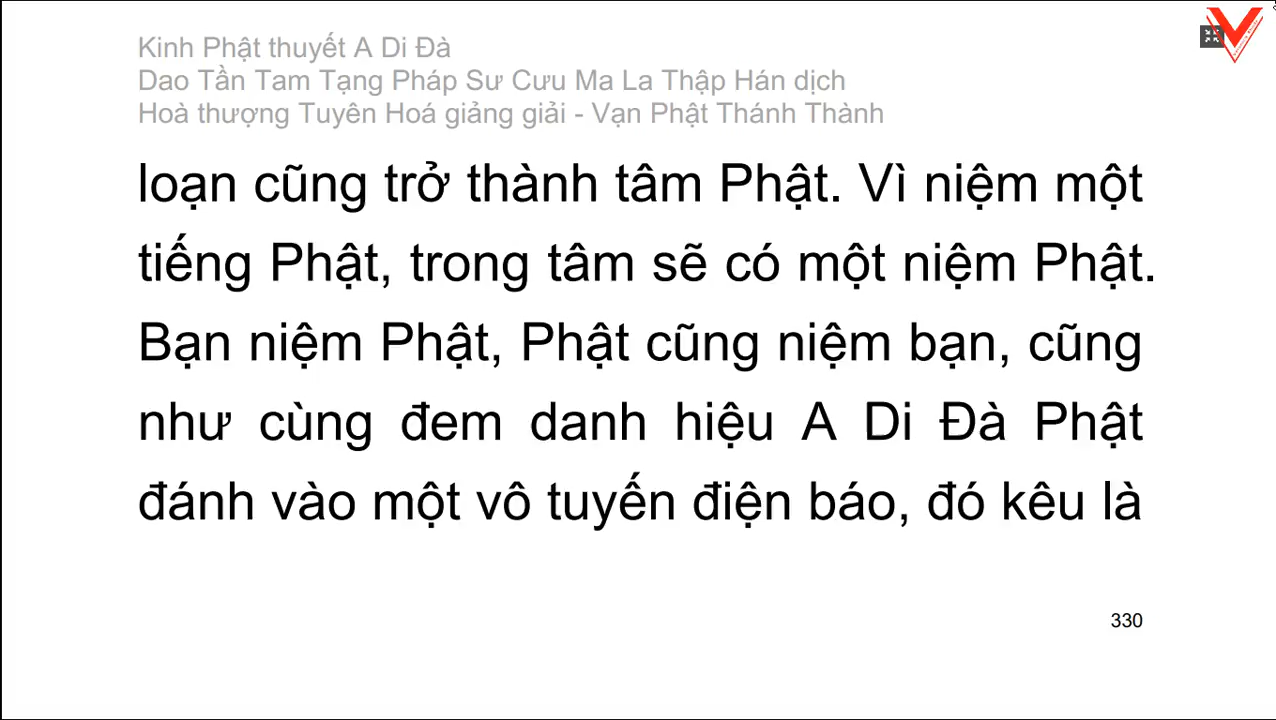 Kinh Phật thuyết A Di Đà
Dao Tần Tam Tạng Pháp Sư Cưu Ma La Thập Hán dịch
Hoà thượng Tuyên Hoá giảng giải - Vạn Phật Thánh Thành
loạn cũng trở thành tâm Phật. Vì niệm một
tiếng Phật, trong tâm sẽ có một niệm Phật.
Bạn niệm Phật, Phật cũng niệm bạn, cũng
như cùng đem danh hiệu A Di Đà Phật
đánh vào một vô tuyến điện báo, đó kêu là
330